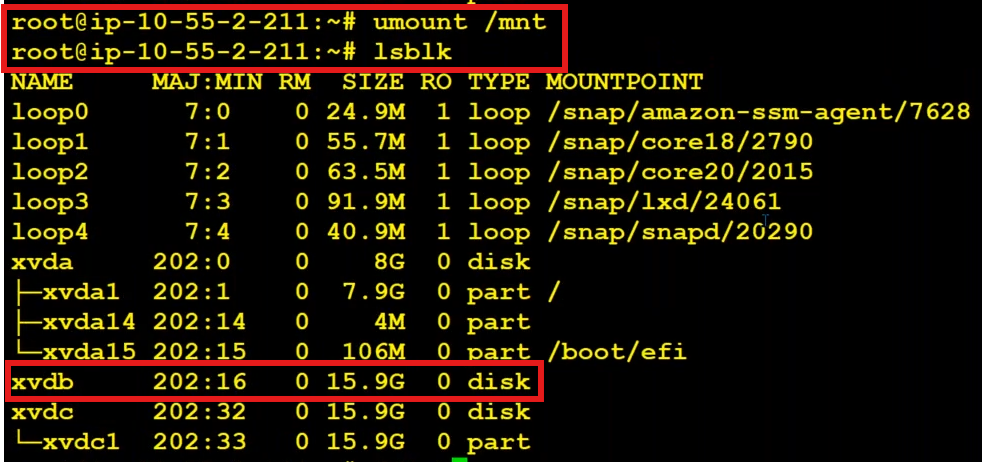 root@ip-10-55-2-211:~# umount /mnt
root@ip-10-55-2-211:~# lsblk
NAME     MAJ:MIN RM  SIZE RO TYPE MOUNTPOINT
loop0      7:0    0 24.9M  1 loop /snap/amazon-ssm-agent/7628
loop1      7:1    0 55.7M  1 loop /snap/core18/2790
loop2      7:2    0 63.5M  1 loop /snap/core20/2015
loop3      7:3    0 91.9M  1 loop /snap/lxd/24061
loop4      7:4    0 40.9M  1 loop /snap/snapd/20290
xvda     202:0    0    8G  0 disk
├─xvda1  202:1    0  7.9G  0 part /
├─xvda14 202:14   0    4M  0 part
└─xvda15 202:15   0  106M  0 part /boot/efi
xvdb     202:16   0 15.9G  0 disk
xvdc     202:32   0 15.9G  0 disk
└─xvdc1  202:33   0 15.9G  0 part